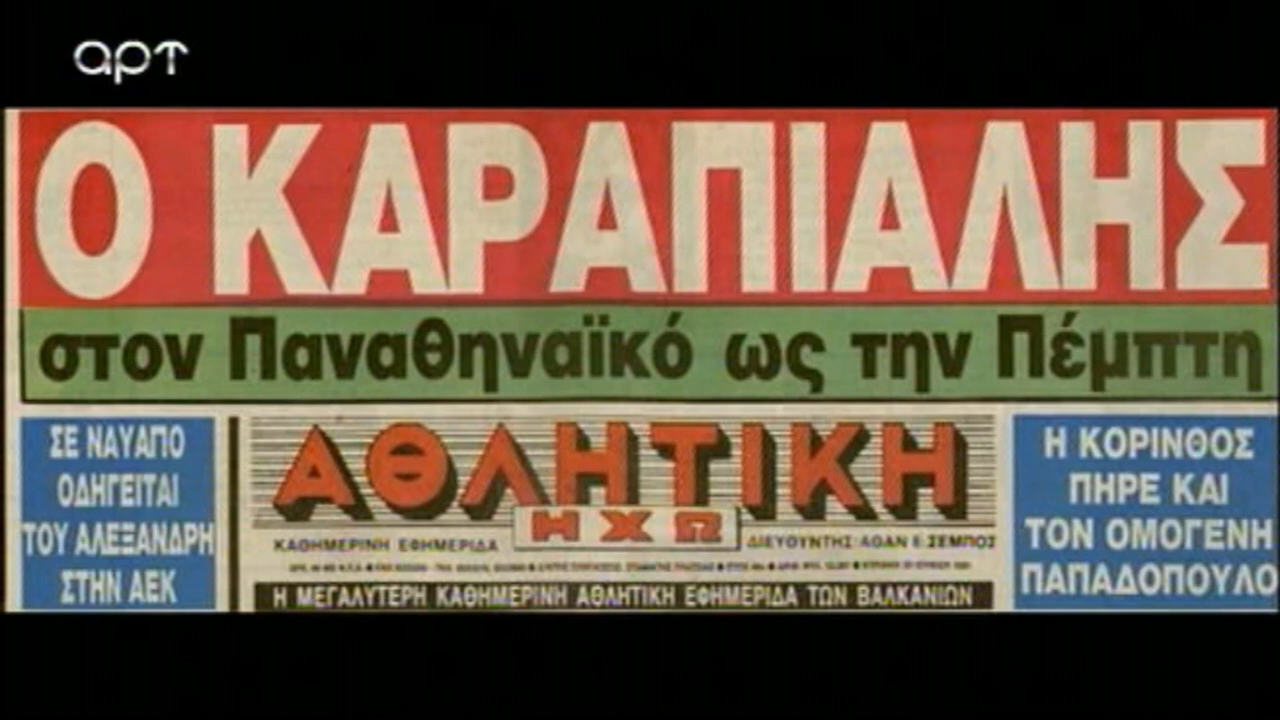 αρτ
Ο ΚΑΡΑΠΙΑΛΗΣ
στον Παναθηναϊκό ως την Πέμπτη
ΣΕ ΝΑΥΑΓΙΟ
ΟΔΗΓΕΙΤΑΙ
ΤΟΥ ΑΛΕΞΑΝΔΡΗ
ΣΤΗΝ ΑΕΚ
ΑΘΛΗΤΙΚΗ
ΗΧΩ
ΚΑΘΗΜΕΡΙΝΗ ΕΦΗΜΕΡΙΔΑ
ΔΙΕΥΘΥΝΤΗΣ: ΑΘΑΝ Ε. ΣΕΜΠΟΣ
Η ΜΕΓΑΛΥΤΕΡΗ ΚΑΘΗΜΕΡΙΝΗ ΑΘΛΗΤΙΚΗ ΕΦΗΜΕΡΙΔΑ ΤΩΝ ΒΑΛΚΑΝΙΩΝ
Η ΚΟΡΙΝΘΟΣ
ΠΗΡΕ ΚΑΙ
ΤΟΝ ΟΜΟΓΕΝΗ
ΠΑΠΑΔΟΠΟΥΛΟ